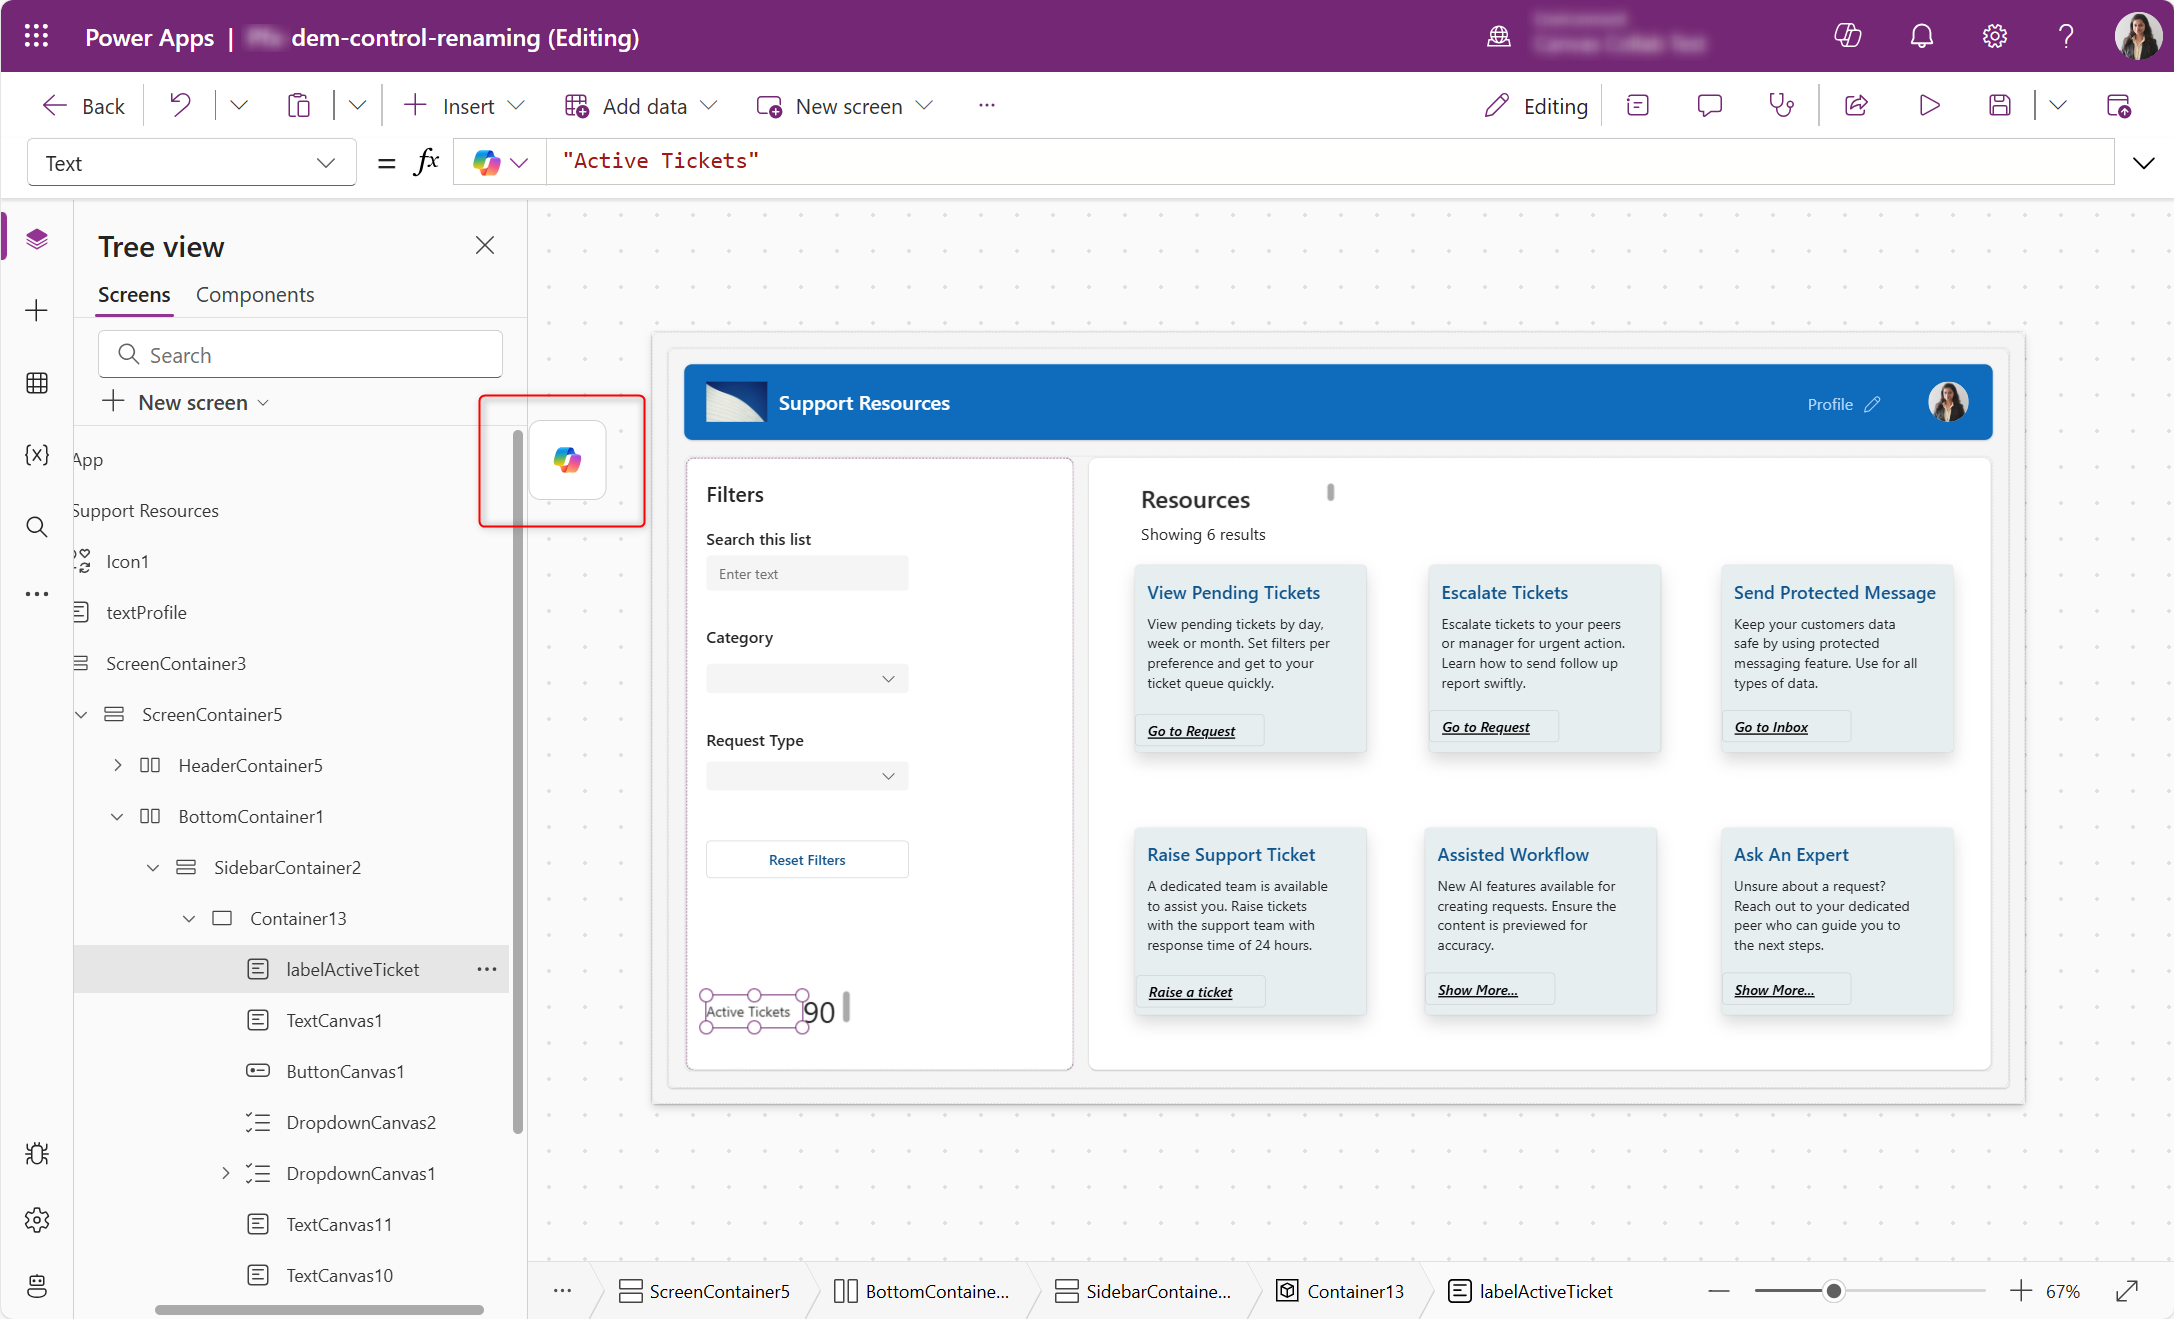 Power Apps | dem-control-renaming (Editing)
Back
Insert
Add data
New screen
Editing
Text
= fx
"Active Tickets"
Tree view
Screens
Components
Search
New screen
App
Support Resources
Icon1
textProfile
ScreenContainer3
ScreenContainer5
HeaderContainer5
BottomContainer1
SidebarContainer2
Container13
labelActiveTicket
TextCanvas1
ButtonCanvas1
DropdownCanvas2
DropdownCanvas1
TextCanvas11
TextCanvas10
Support Resources
Profile
Filters
Search this list
Enter text
Category
Request Type
Reset Filters
Active Tickets
90
Resources
Showing 6 results
View Pending Tickets
View pending tickets by day,
week or month. Set filters per
preference and get to your
ticket queue quickly.
Go to Request
Escalate Tickets
Escalate tickets to your peers
or manager for urgent action.
Learn how to send follow up
report swiftly.
Go to Request
Send Protected Message
Keep your customers data
safe by using protected
messaging feature. Use for all
types of data.
Go to Inbox
Raise Support Ticket
A dedicated team is available
to assist you. Raise tickets
with the support team with
response time of 24 hours.
Raise a ticket
Assisted Workflow
New AI features available for
creating requests. Ensure the
content is previewed for
accuracy.
Show More...
Ask An Expert
Unsure about a request?
Reach out to your dedicated
peer who can guide you to
the next steps.
Show More...
ScreenContainer5
BottomContaine...
SidebarContaine...
Container13
labelActiveTicket
67%